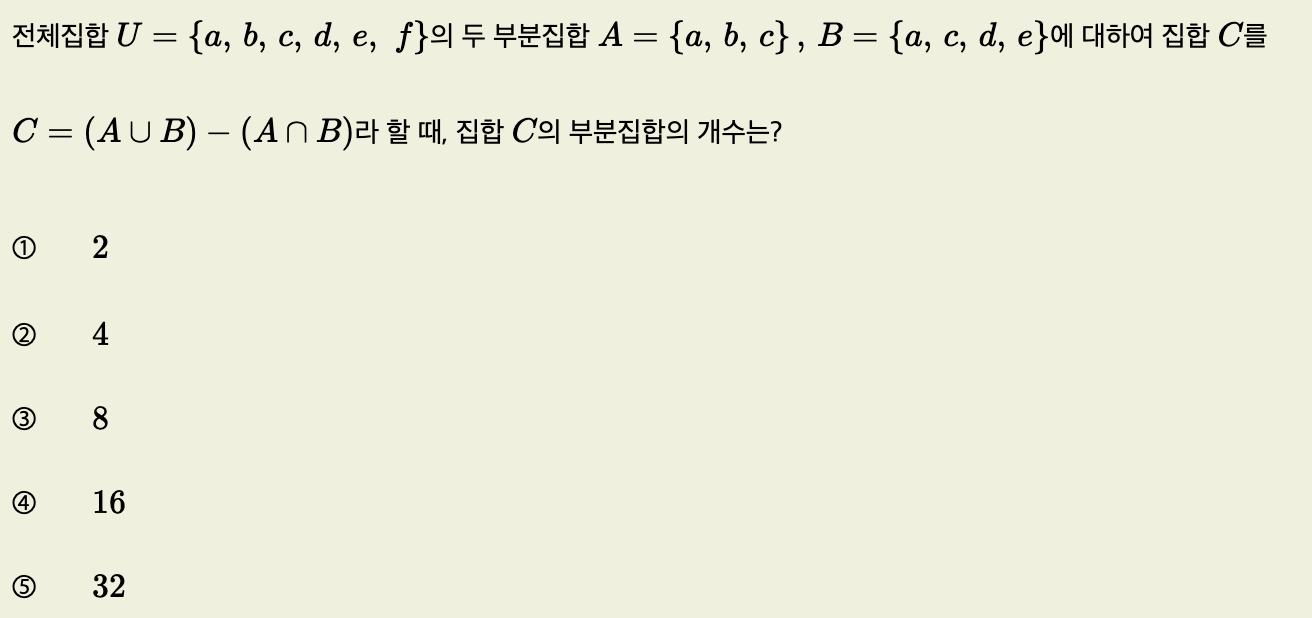 전체집합 U = {a, b, c, d, e, f}의 두 부분집합 A = {a, b, c}, B = {a, c, d, e}에 대하여 집합 C를
C = (A ∪ B) − (A ∩ B)라 할 때, 집합 C의 부분집합의 개수는?
① 2
② 4
③ 8
④ 16
⑤ 32